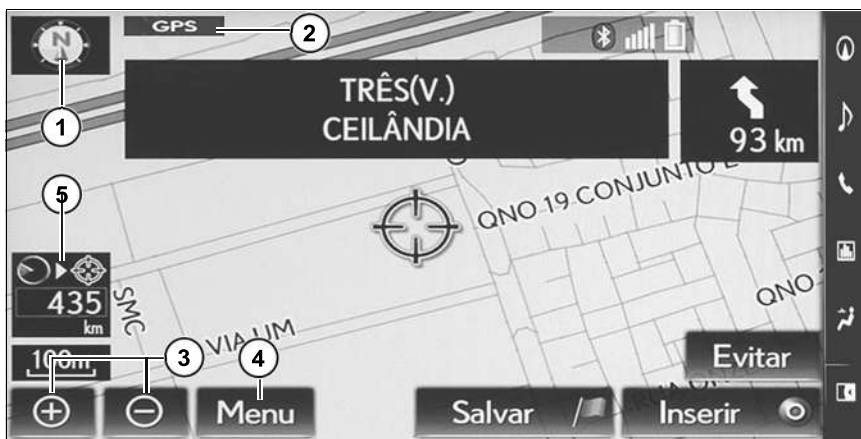 N
GPS
1
2
TRÊS(V.)
CEILÂNDIA
93 km
5
QNO 19 CONJUNTO E
435
km
SMC
QNO
100m
3
VIA UM
4
Evitar
Menu
Salvar
Inserir